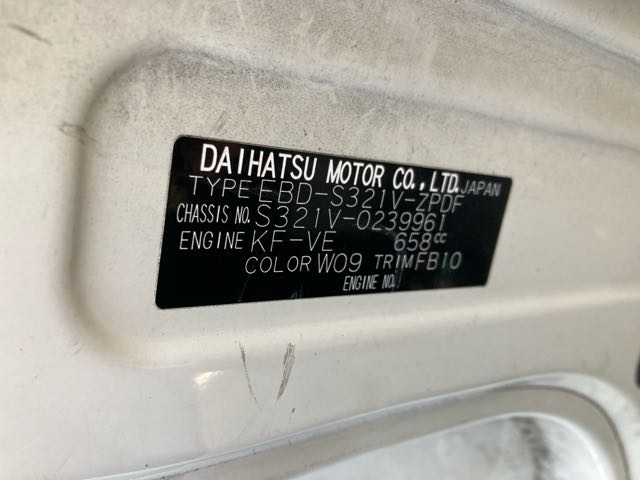 DAIHATSU MOTOR CO.,LTD. JAPAN
TYPE EBD-S321V-ZPDF
CHASSIS NO. S321V-0239961
ENGINE KF-VE 658cc
COLOR W09 TRIM FB10
ENGINE NO.